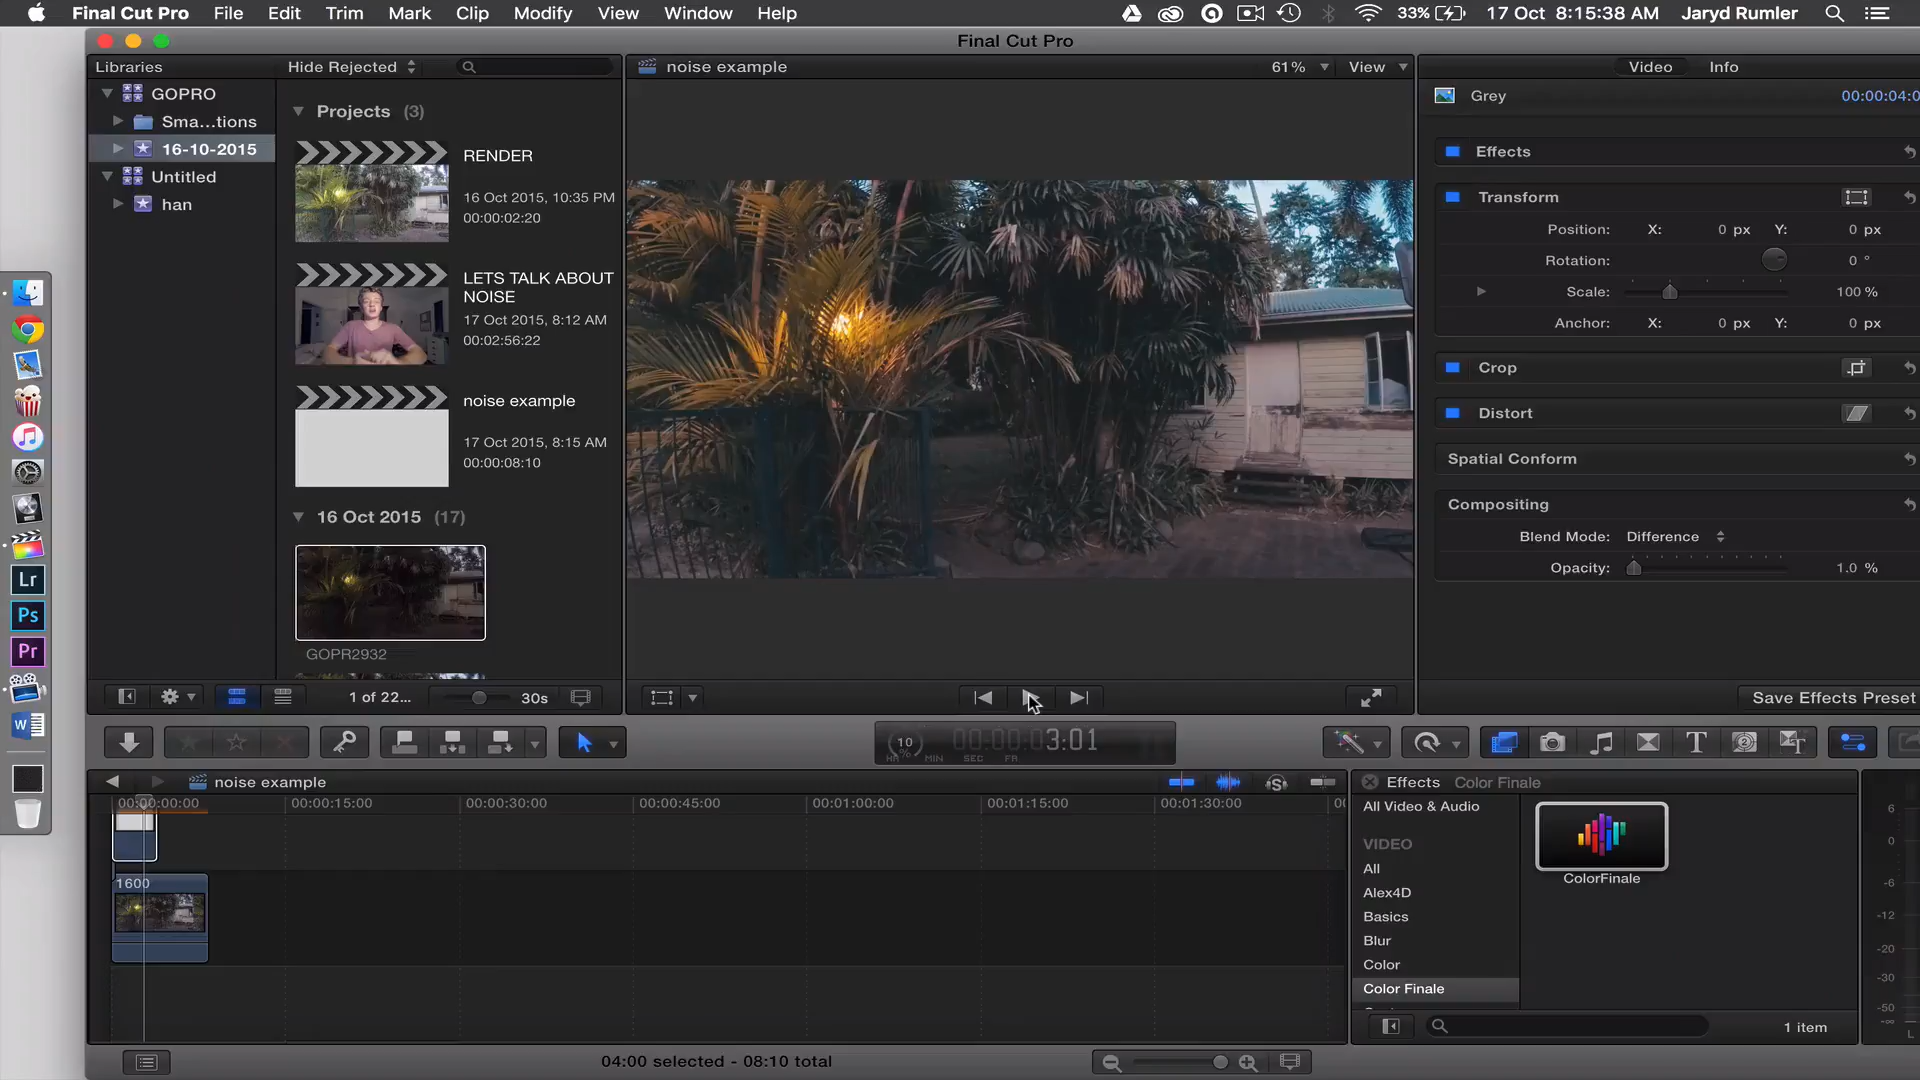 Final Cut Pro File Edit Trim Mark Clip Modify View Window Help 33% 17 Oct 8:15:38 AM Jaryd Rumler
Final Cut Pro
Libraries Hide Rejected noise example 61% View Video Info
GOPRO
Sma...tions
16-10-2015
Untitled
han
Projects (3)
RENDER
16 Oct 2015, 10:35 PM
00:00:02:20
LETS TALK ABOUT
NOISE
17 Oct 2015, 8:12 AM
00:02:56:22
noise example
17 Oct 2015, 8:15 AM
00:00:08:10
16 Oct 2015 (17)
GOPR2932
Grey 00:00:04:0
Effects
Transform
Position: X: 0 px Y: 0 px
Rotation: 0 °
Scale: 100 %
Anchor: X: 0 px Y: 0 px
Crop
Distort
Spatial Conform
Compositing
Blend Mode: Difference
Opacity: 1.0 %
Lr
Ps
Pr
1 of 22... 30s
Save Effects Preset
10 % 00:00:03:01
HR MIN SEC FR
noise example
00:00:00:00 00:00:15:00 00:00:30:00 00:00:45:00 00:01:00:00 00:01:15:00 00:01:30:00
1600
Effects Color Finale
All Video & Audio
VIDEO
All
Alex4D
Basics
Blur
Color
Color Finale
ColorFinale
1 item
6
0
-6
-12
-20
-30
-50
-∞
L
04:00 selected - 08:10 total